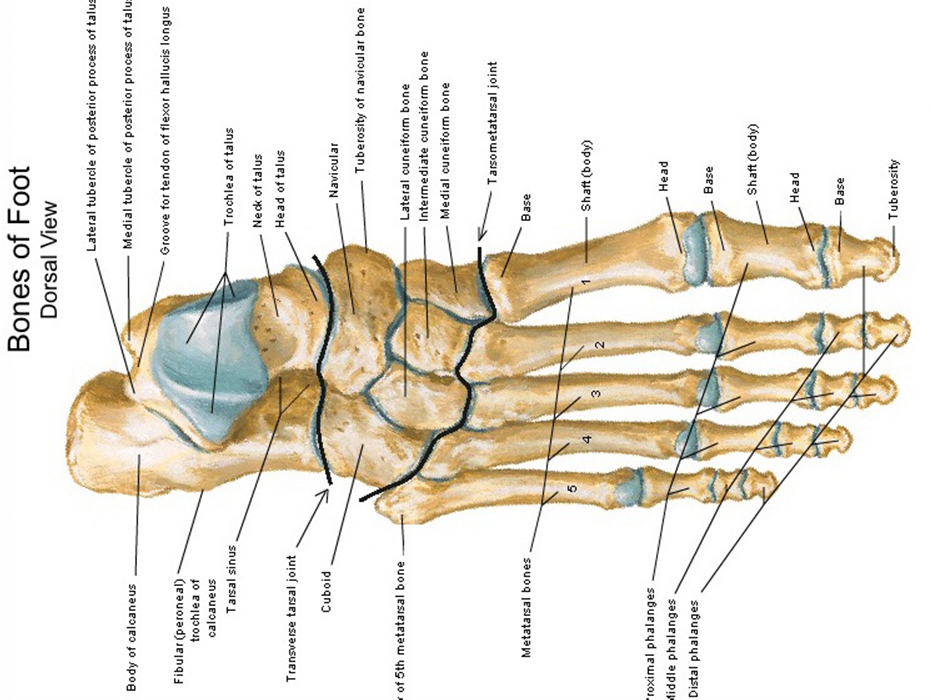 Bones of Foot
Dorsal View
Lateral tubercle of posterior process of talus
Medial tubercle of posterior process of talus
Groove for tendon of flexor hallucis longus
Trochlea of talus
Neck of talus
Head of talus
Navicular
Tuberosity of navicular bone
Lateral cuneiform bone
Intermediate cuneiform bone
Medial cuneiform bone
Tarsometatarsal joint
Base
Shaft (body)
Head
Base
Shaft (body)
Head
Base
Tuberosity
1
2
3
4
5
Body of calcaneus
Fibular (peroneal)
trochlea of
calcaneus
Tarsal sinus
Transverse tarsal joint
Cuboid
of 5th metatarsal bone
Metatarsal bones
roximal phalanges
Middle phalanges
Distal phalanges